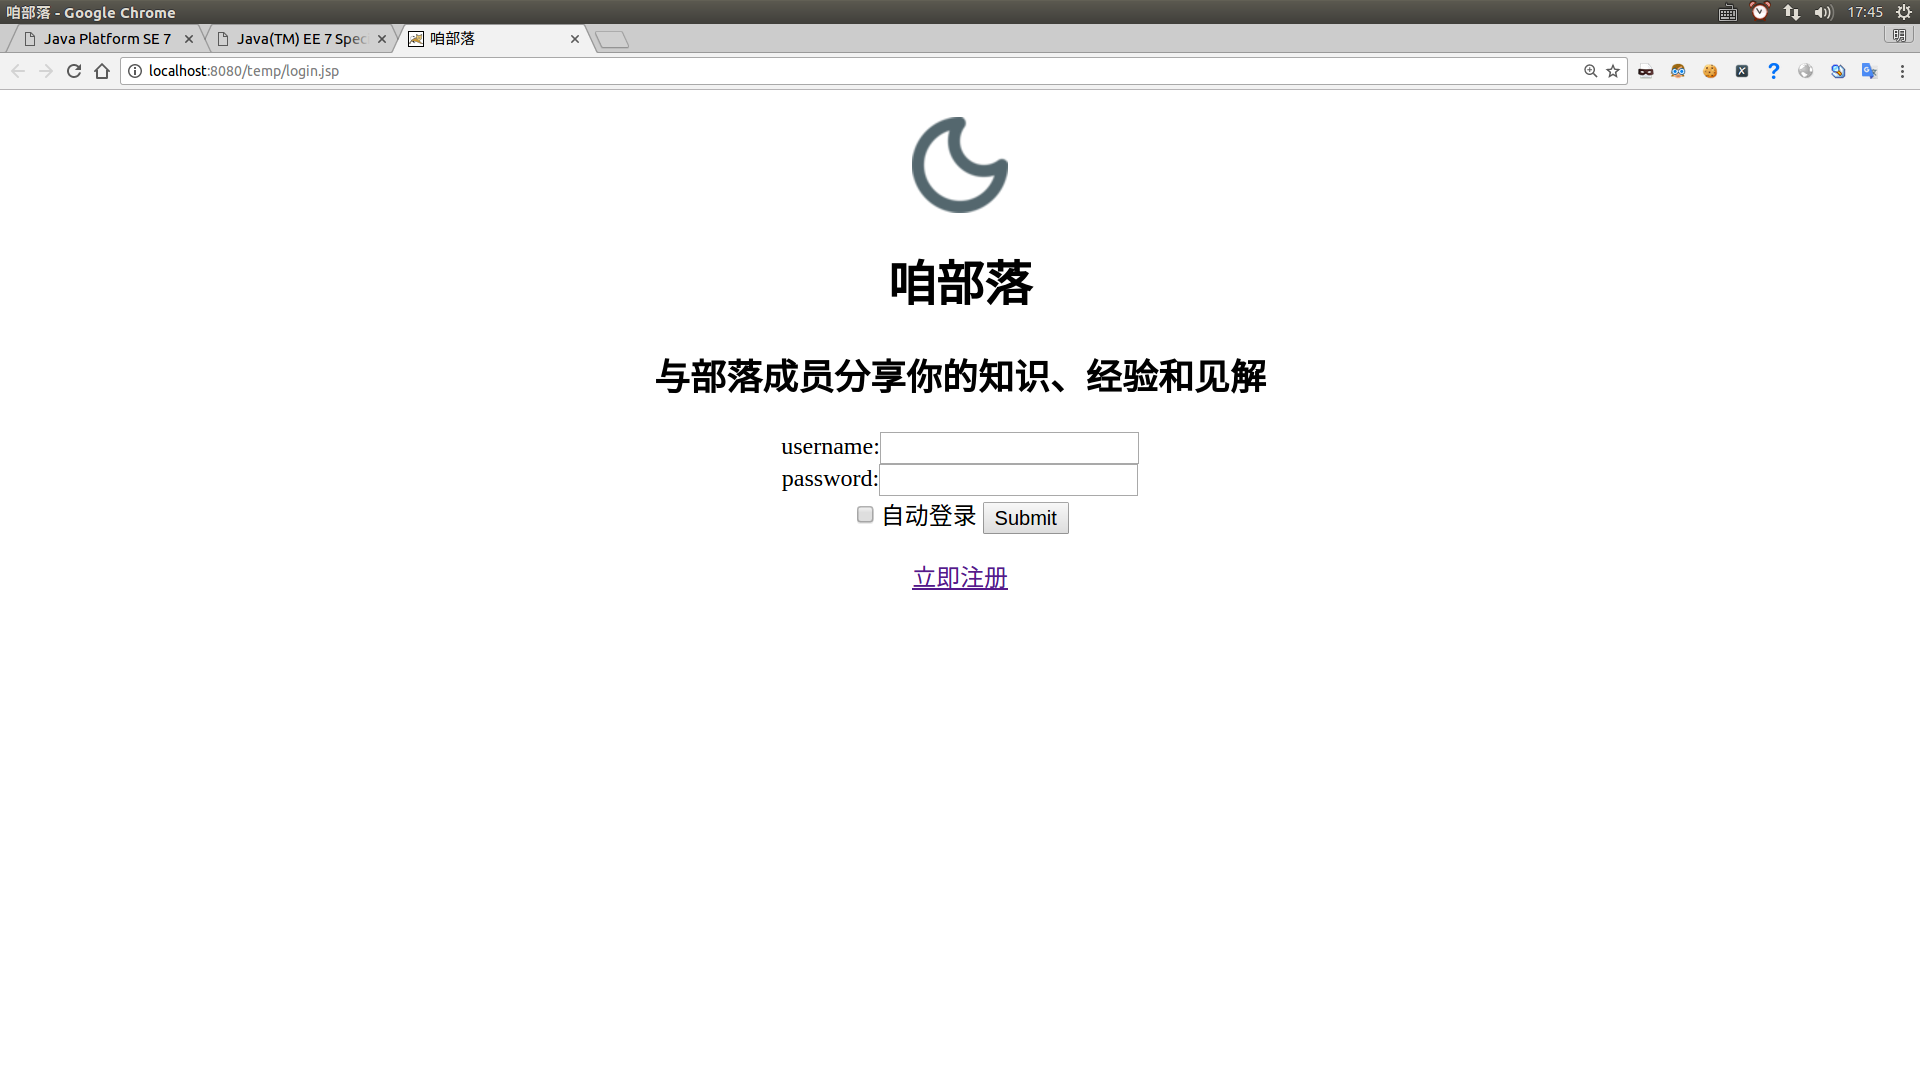 咱部落 - Google Chrome
17:45
Java Platform SE 7
Java(TM) EE 7 Spec
咱部落
localhost:8080/temp/login.jsp
咱部落
与部落成员分享你的知识、经验和见解
username:
password:
自动登录 Submit
立即注册